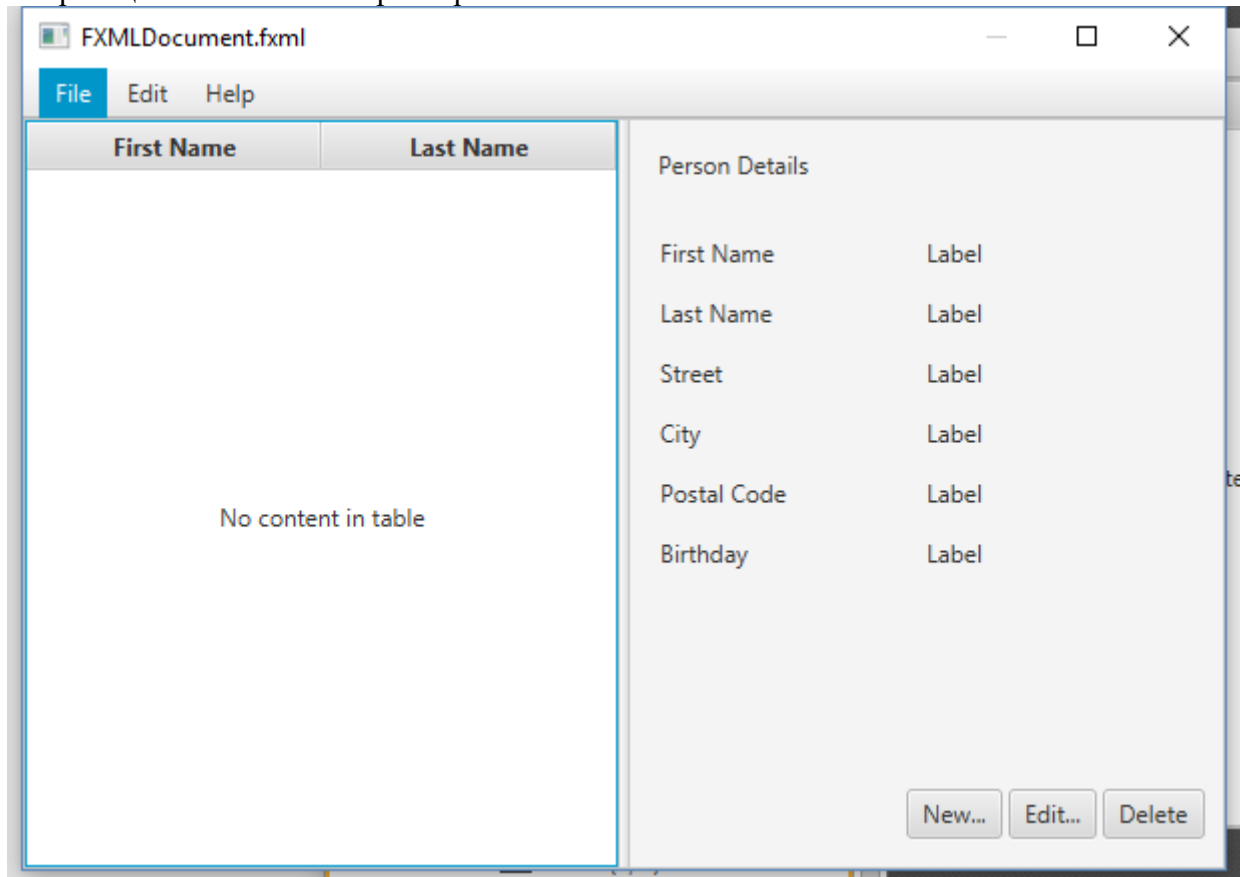 FXMLDocument.fxml
File Edit Help
First Name Last Name
No content in table
Person Details
First Name Label
Last Name Label
Street Label
City Label
Postal Code Label
Birthday Label
New... Edit... Delete
te